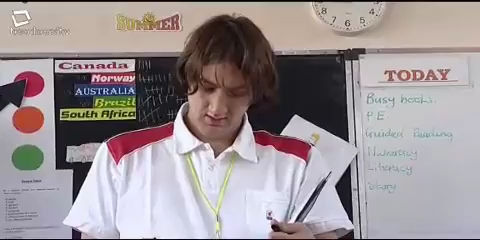 SUMMER
Canada
Norway
AUSTRALIA
Brazil
South Africa
TODAY
Busy books
P.E
Guided Reading
Numeracy
Literacy
Story